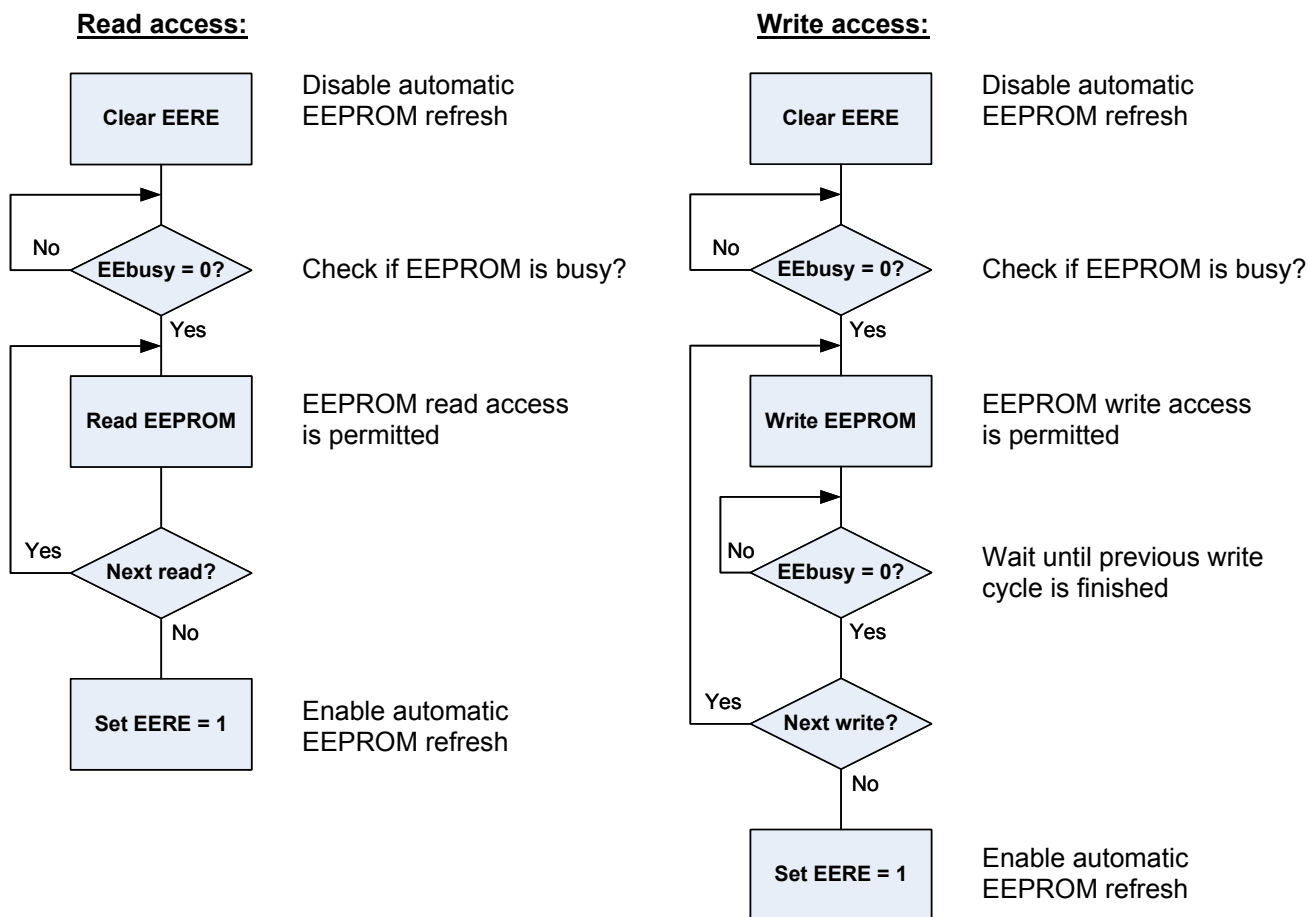 Read access:
Clear EERE
Disable automatic
EEPROM refresh
No
EEbusy = 0?
Check if EEPROM is busy?
Yes
Read EEPROM
EEPROM read access
is permitted
Yes
Next read?
No
Set EERE = 1
Enable automatic
EEPROM refresh
Write access:
Clear EERE
Disable automatic
EEPROM refresh
No
EEbusy = 0?
Check if EEPROM is busy?
Yes
Write EEPROM
EEPROM write access
is permitted
No
EEbusy = 0?
Wait until previous write
cycle is finished
Yes
Yes
Next write?
No
Set EERE = 1
Enable automatic
EEPROM refresh